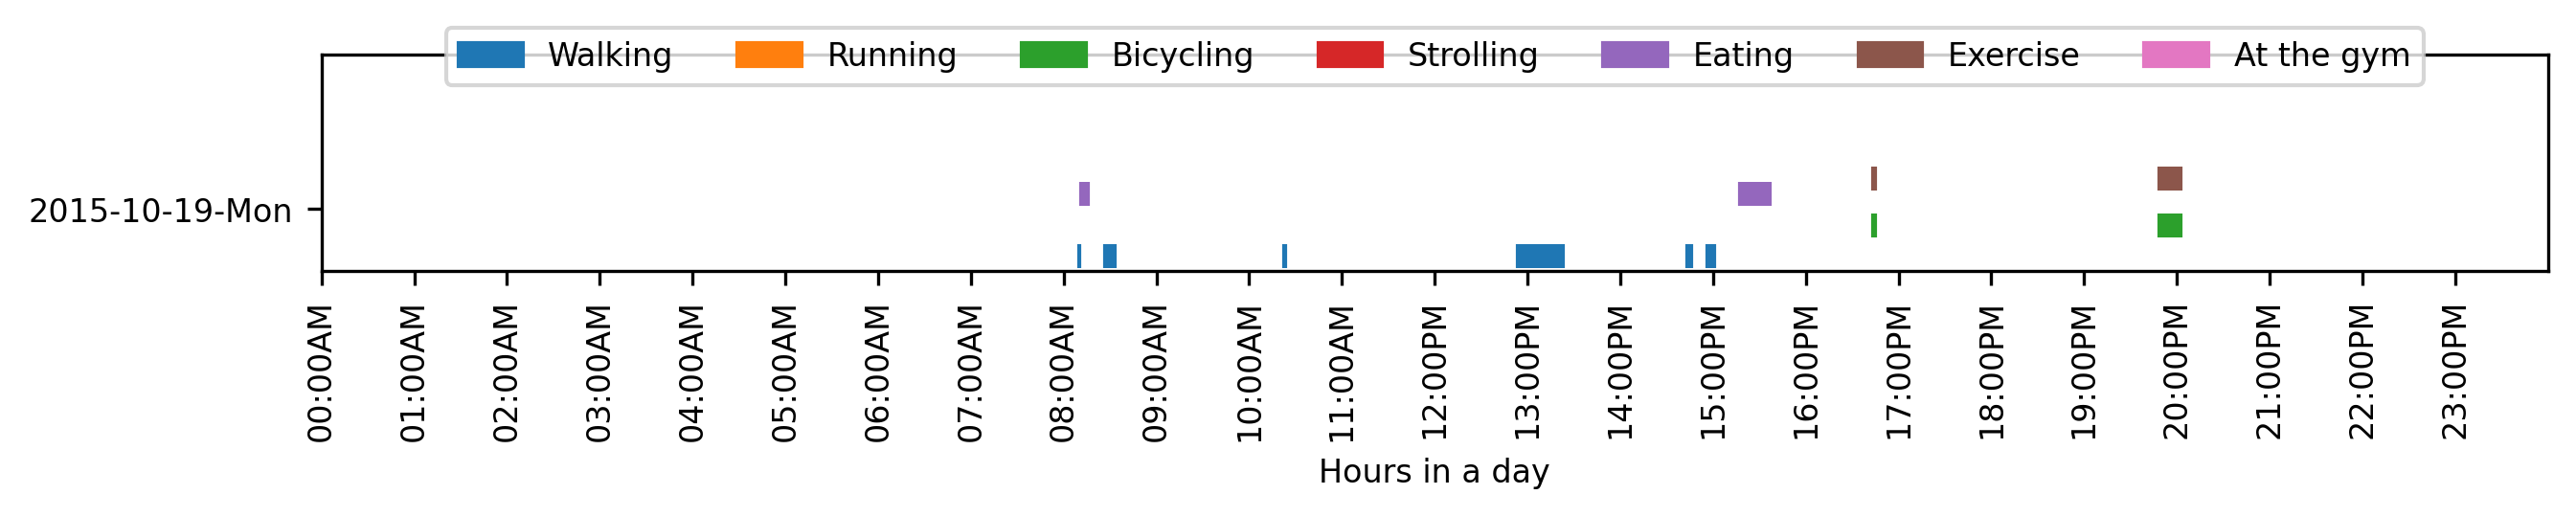 Walking Running Bicycling Strolling Eating Exercise At the gym
2015-10-19-Mon
00:00AM
01:00AM
02:00AM
03:00AM
04:00AM
05:00AM
06:00AM
07:00AM
08:00AM
09:00AM
10:00AM
11:00AM
12:00PM
13:00PM
14:00PM
15:00PM
16:00PM
17:00PM
18:00PM
19:00PM
20:00PM
21:00PM
22:00PM
23:00PM
Hours in a day